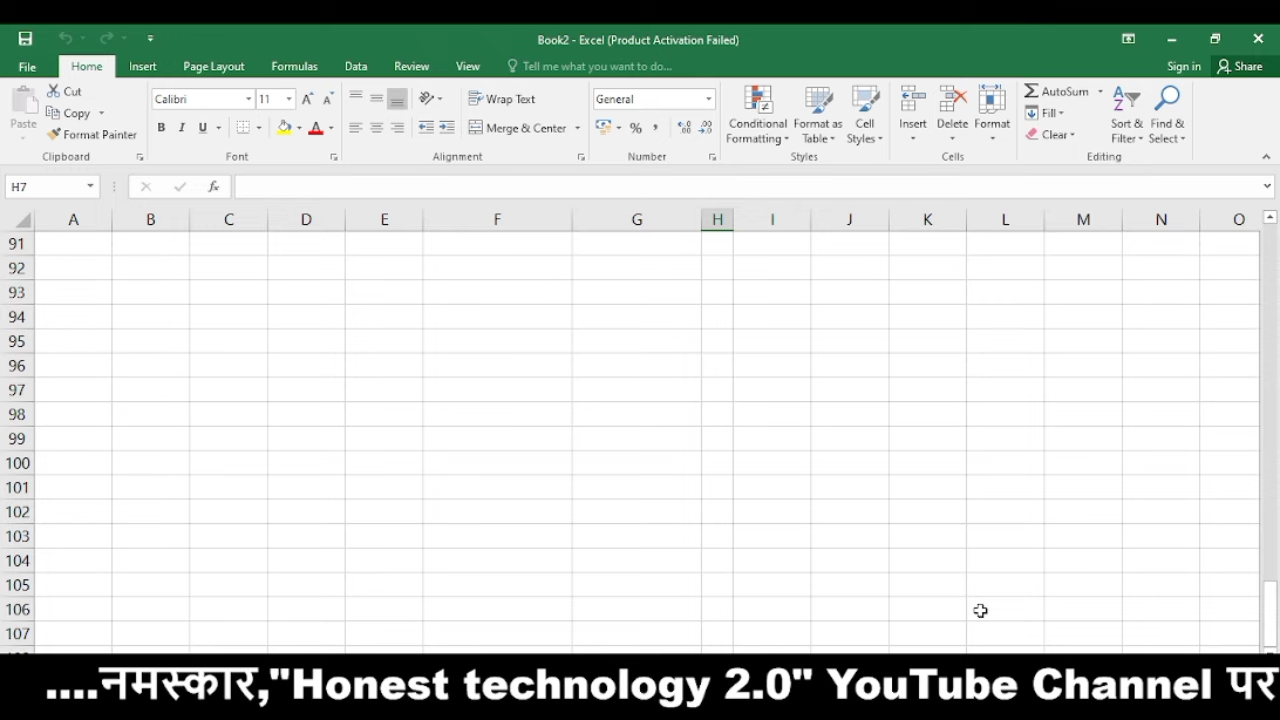 Book2 - Excel (Product Activation Failed)
File Home Insert Page Layout Formulas Data Review View Tell me what you want to do... Sign in Share
Paste Cut Copy Format Painter Clipboard
Calibri 11 A A B I U A Font
Wrap Text Merge & Center Alignment
General % , Number
Conditional Formatting Format as Table Cell Styles Styles
Insert Delete Format Cells
AutoSum Fill Clear Sort & Filter Find & Select Editing
H7 fx
A B C D E F G H I J K L M N O
91
92
93
94
95
96
97
98
99
100
101
102
103
104
105
106
107
....नमस्कार,"Honest technology 2.0" YouTube Channel पर